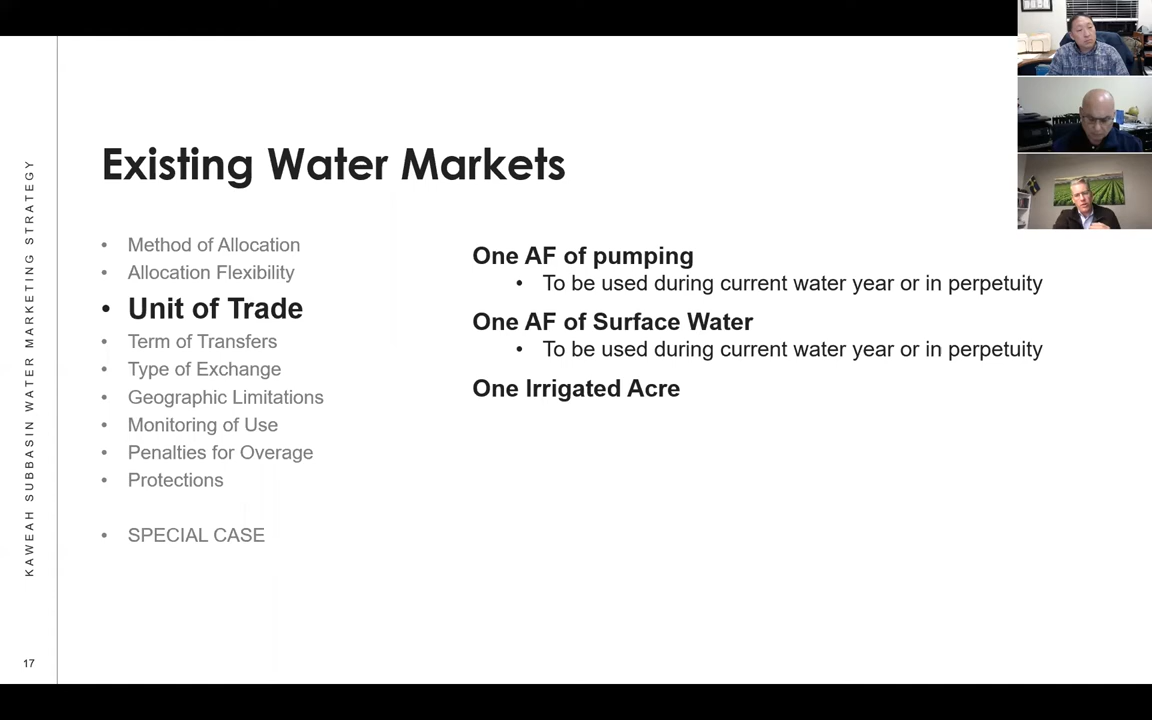 Existing Water Markets
• Method of Allocation
• Allocation Flexibility
• Unit of Trade
• Term of Transfers
• Type of Exchange
• Geographic Limitations
• Monitoring of Use
• Penalties for Overage
• Protections
• SPECIAL CASE
One AF of pumping
• To be used during current water year or in perpetuity
One AF of Surface Water
• To be used during current water year or in perpetuity
One Irrigated Acre
KAWEAH SUBBASIN WATER MARKETING STRATEGY
17